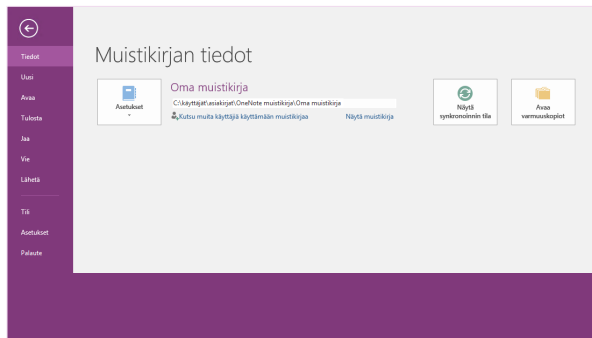 Tiedot
Uusi
Avaa
Tulosta
Jaa
Vie
Lähetä
Tili
Asetukset
Palaute
Muistikirjan tiedot
Asetukset
Oma muistikirja
C:\käyttäjät\asiakirjat\OneNote muistikirja\Oma muistikirja
Kutsu muita käyttäjiä käyttämään muistikirjaa
Näytä muistikirja
Näytä
synkronoinnin tila
Avaa
varmuuskopiot